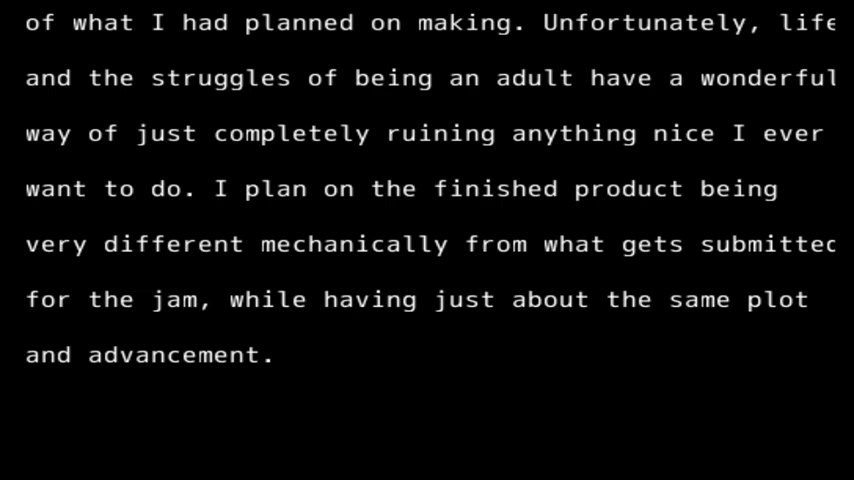 of what I had planned on making. Unfortunately, life
and the struggles of being an adult have a wonderful
way of just completely ruining anything nice I ever
want to do. I plan on the finished product being
very different mechanically from what gets submitted
for the jam, while having just about the same plot
and advancement.